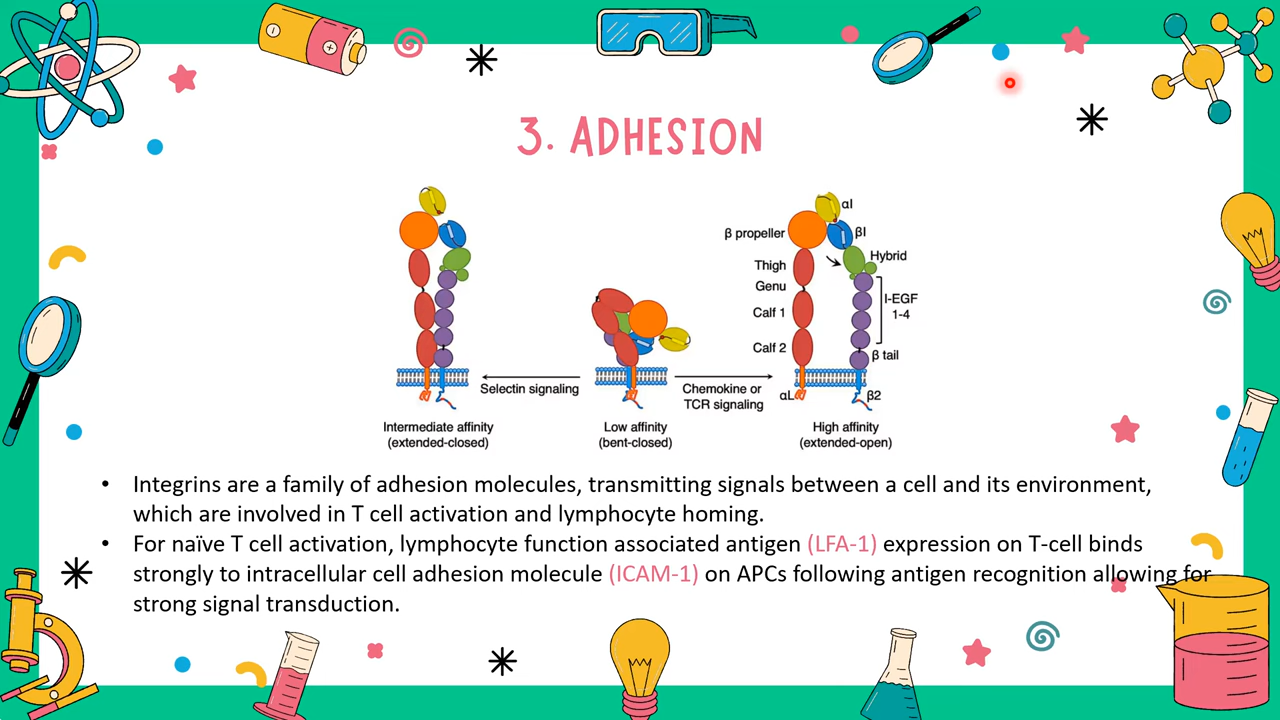 3. ADHESION
αI
β propeller
βI
Hybrid
Thigh
Genu
I-EGF
1-4
Calf 1
Calf 2
β tail
Selectin signaling
Chemokine or
TCR signaling
αL
β2
Intermediate affinity
(extended-closed)
Low affinity
(bent-closed)
High affinity
(extended-open)
• Integrins are a family of adhesion molecules, transmitting signals between a cell and its environment,
which are involved in T cell activation and lymphocyte homing.
• For naïve T cell activation, lymphocyte function associated antigen (LFA-1) expression on T-cell binds
strongly to intracellular cell adhesion molecule (ICAM-1) on APCs following antigen recognition allowing for
strong signal transduction.